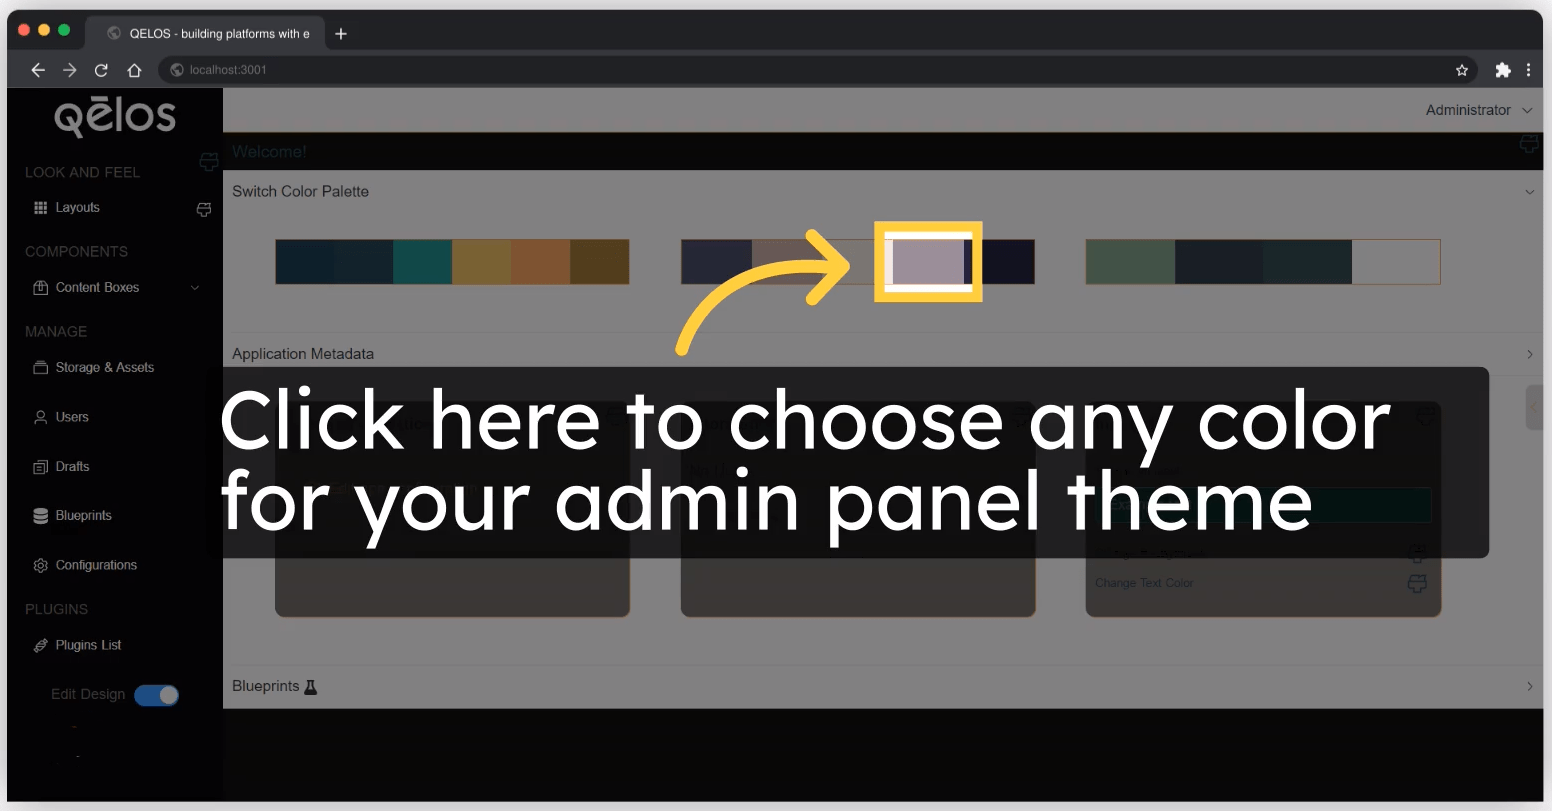 QELOS - building platforms with e
localhost:3001
qēlos
Administrator
Welcome!
LOOK AND FEEL
Switch Color Palette
Layouts
COMPONENTS
Content Boxes
MANAGE
Application Metadata
Storage & Assets
Click here to choose any color
for your admin panel theme
Users
Drafts
Blueprints
Configurations
Change Text Color
PLUGINS
Plugins List
Blueprints
Edit Design